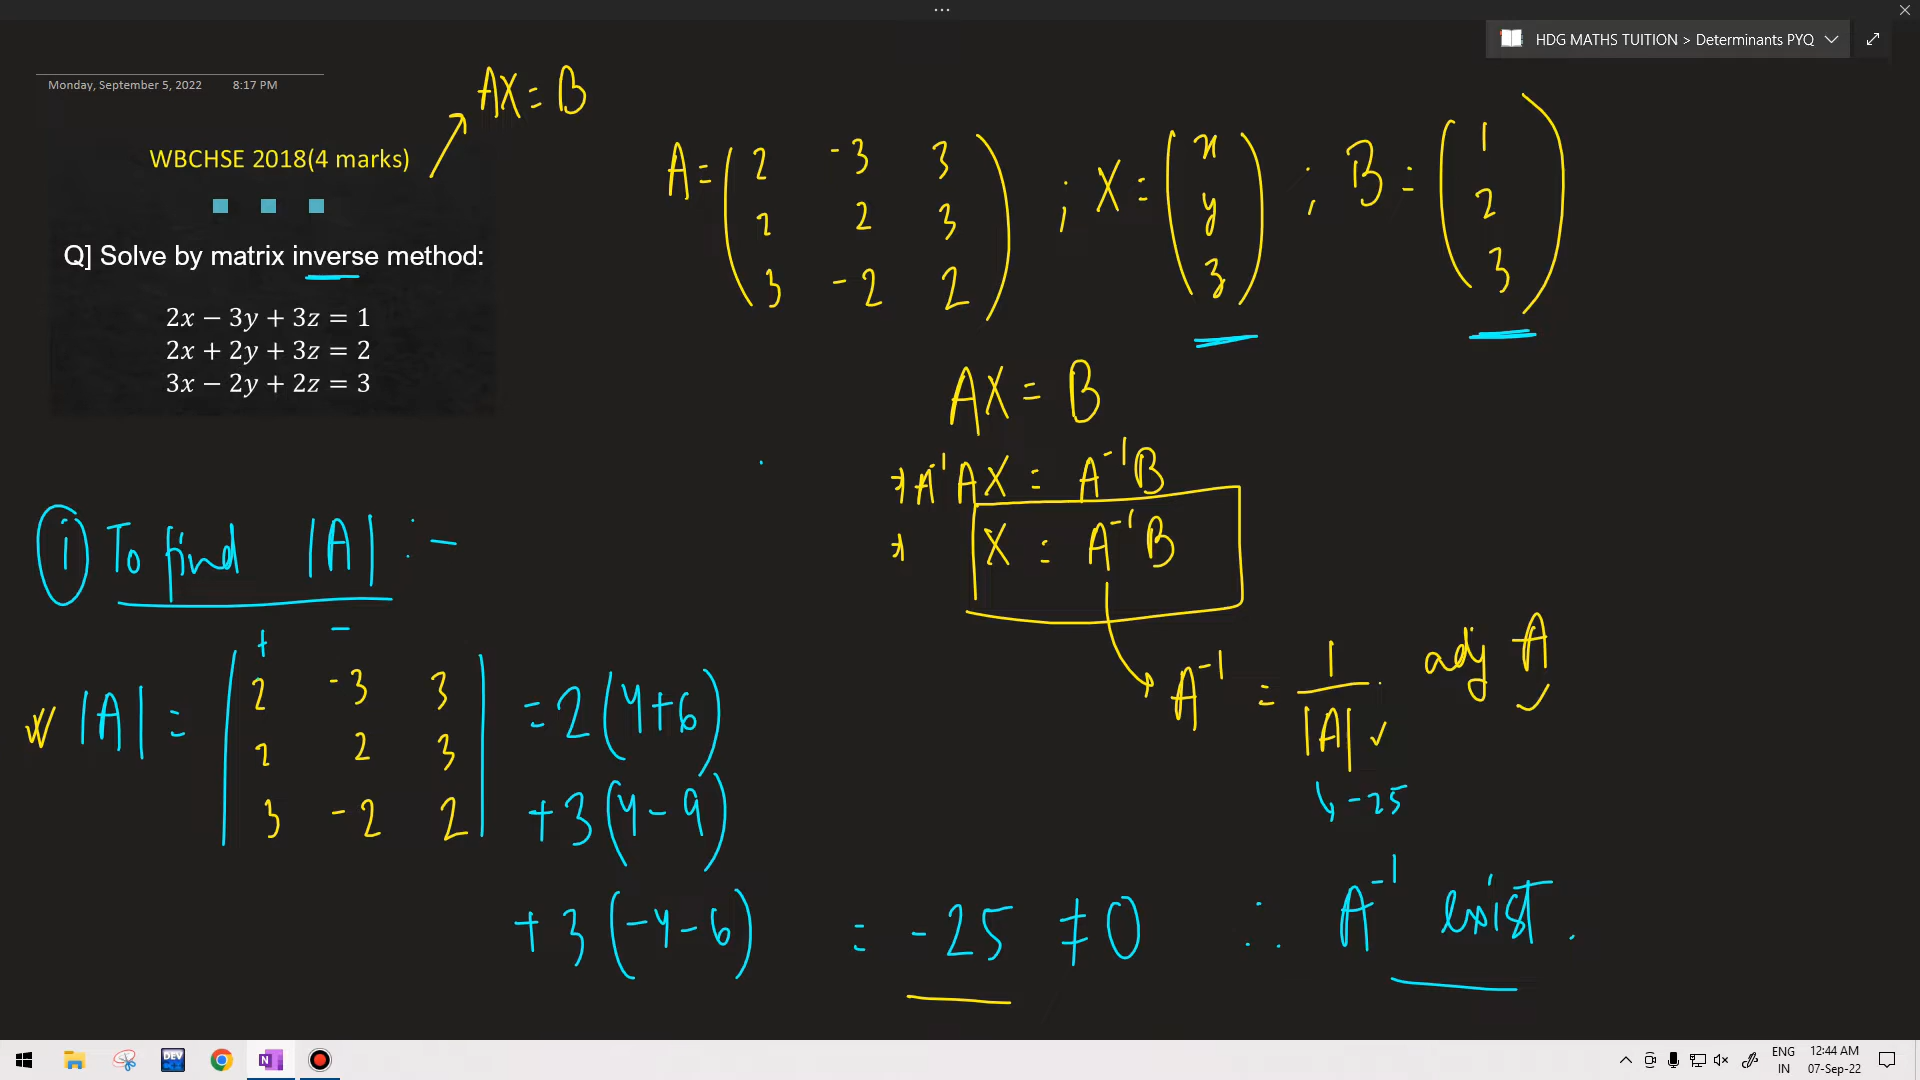 HDG MATHS TUITION > Determinants PYQ
Monday, September 5, 2022 8:17 PM
AX = B
WBCHSE 2018(4 marks)
A = ( 2 -3 3
2 2 3
3 -2 2 ) ; X = ( x
y
z ) ; B = ( 1
2
3 )
Q] Solve by matrix inverse method:
2x − 3y + 3z = 1
2x + 2y + 3z = 2
3x − 2y + 2z = 3
AX = B
A⁻¹AX = A⁻¹B
X = A⁻¹B
A⁻¹ = 1/|A| adj A
↳ -25
(i) To find |A| :-
+ -
|A| = | 2 -3 3
2 2 3
3 -2 2 | = 2(4+6)
+3(4-9)
+3(-4-6) = -25 ≠ 0 ∴ A⁻¹ exist.
DEV
N
ENG
IN
12:44 AM
07-Sep-22